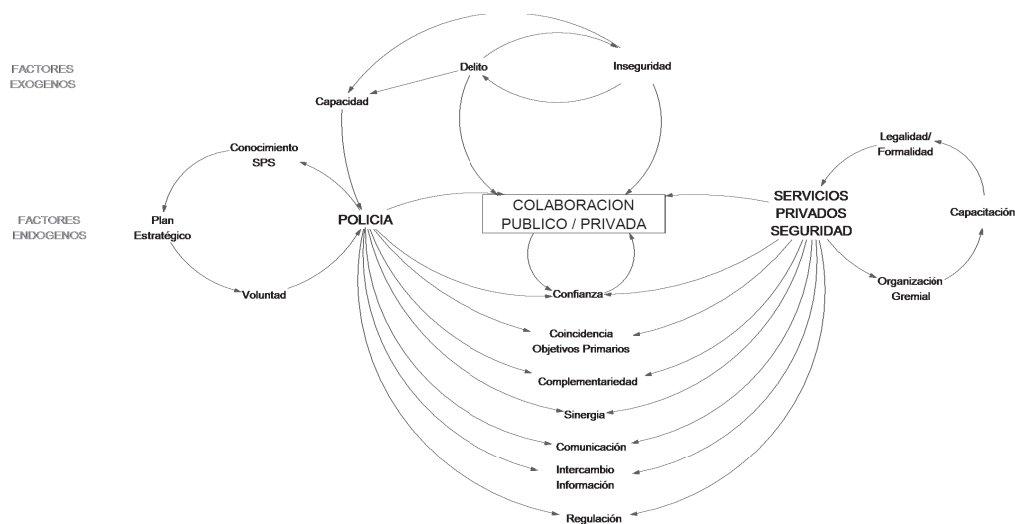 FACTORES
EXOGENOS
Delito
Inseguridad
Capacidad
Conocimiento
SPS
Legalidad/
Formalidad
FACTORES
ENDOGENOS
Plan
Estratégico
POLICIA
COLABORACION
PUBLICO / PRIVADA
SERVICIOS
PRIVADOS
SEGURIDAD
Capacitación
Voluntad
Confianza
Organización
Gremial
Coincidencia
Objetivos Primarios
Complementariedad
Sinergia
Comunicación
Intercambio
Información
Regulación